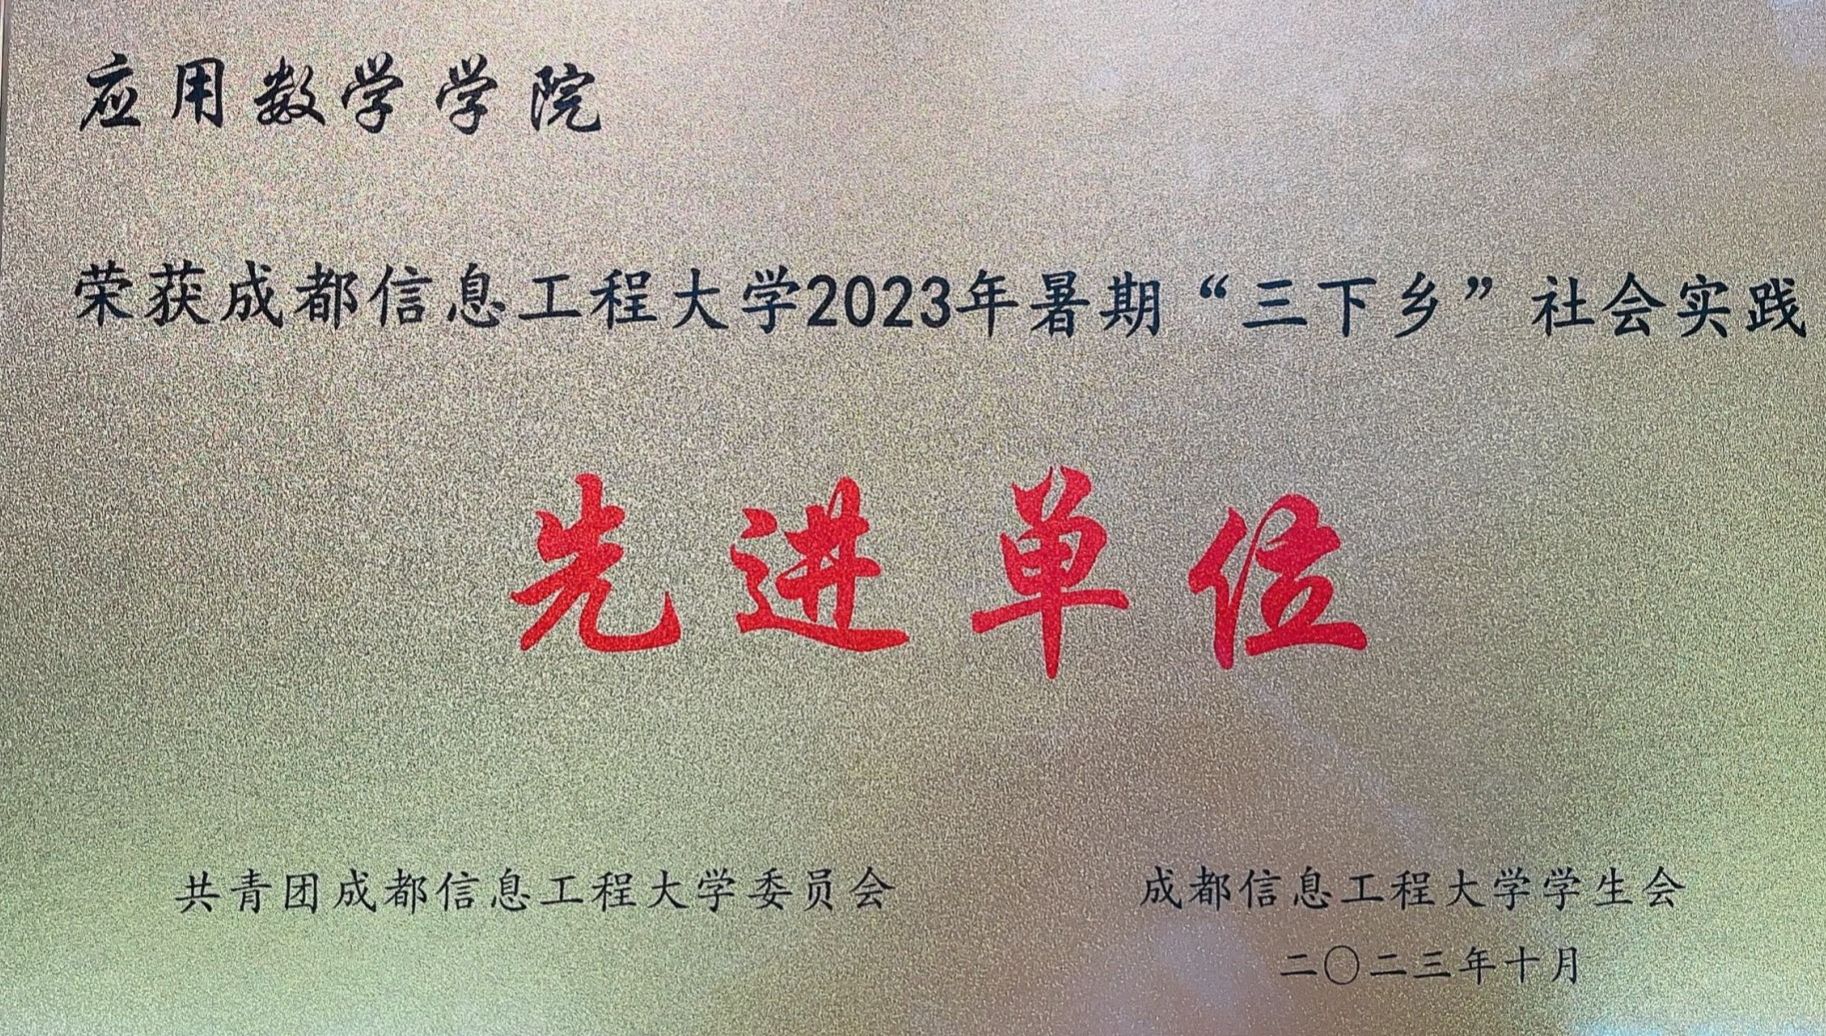 应用数学学院
荣获成都信息工程大学2023年暑期“三下乡”社会实践
先进单位
共青团成都信息工程大学委员会 成都信息工程大学学生会
二〇二三年十月